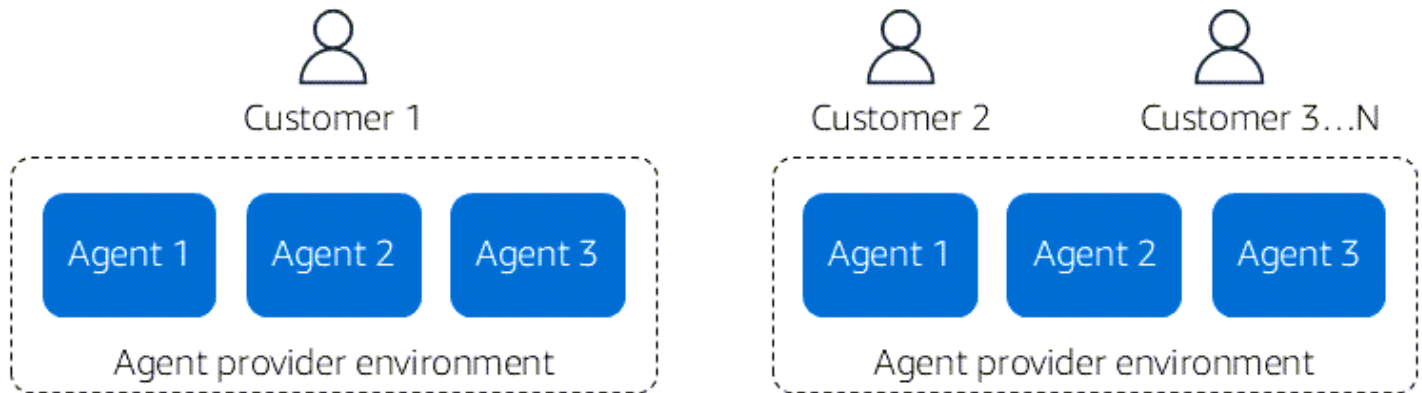 Customer 1
Customer 2
Customer 3...N
Agent 1
Agent 2
Agent 3
Agent provider environment
Agent 1
Agent 2
Agent 3
Agent provider environment